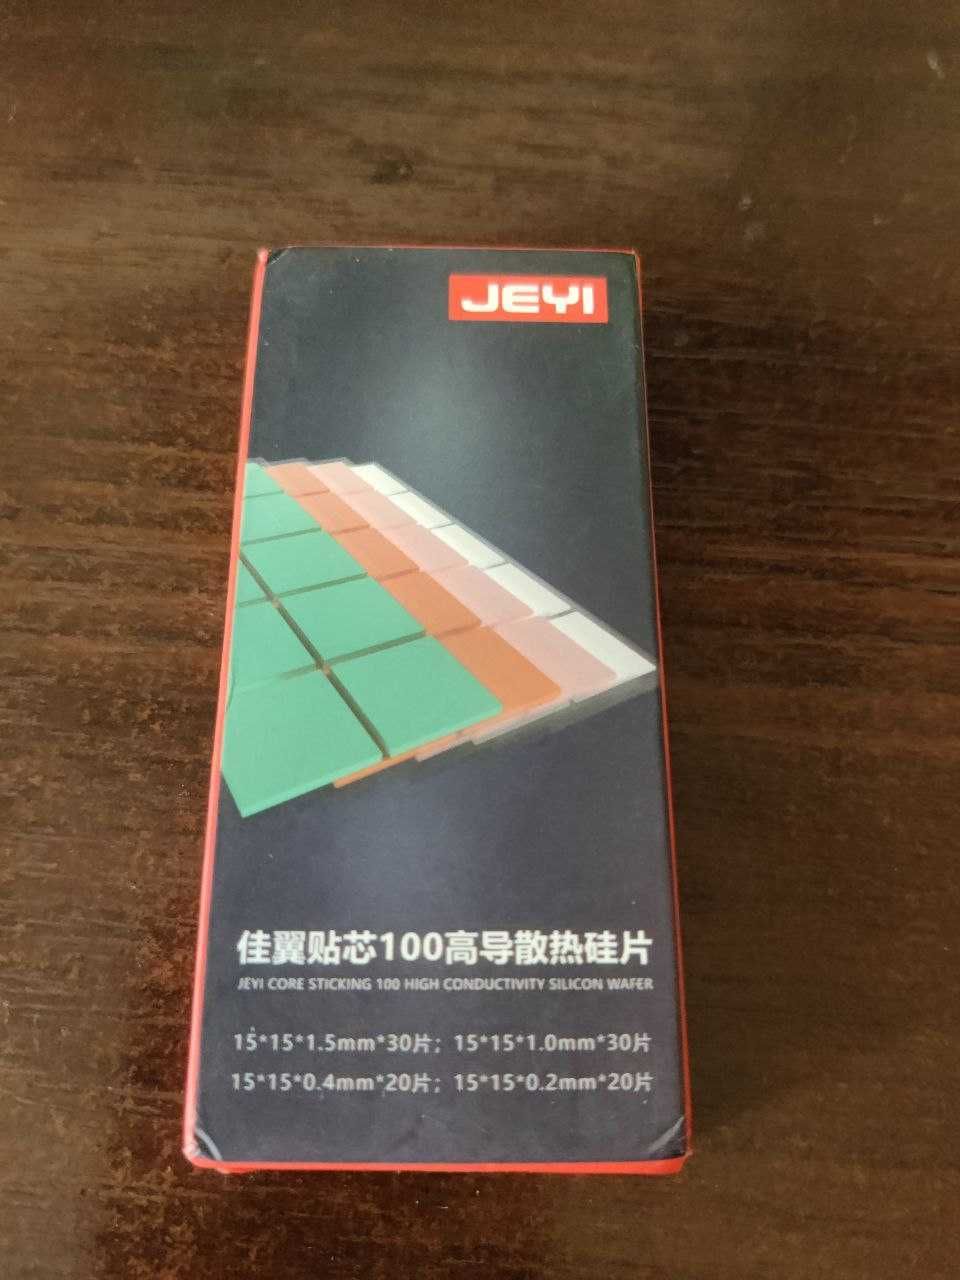 JEYI
佳翼贴芯100高导散热硅片
JEYI CORE STICKING 100 HIGH CONDUCTIVITY SILICON WAFER
15*15*1.5mm*30片；15*15*1.0mm*30片
15*15*0.4mm*20片；15*15*0.2mm*20片